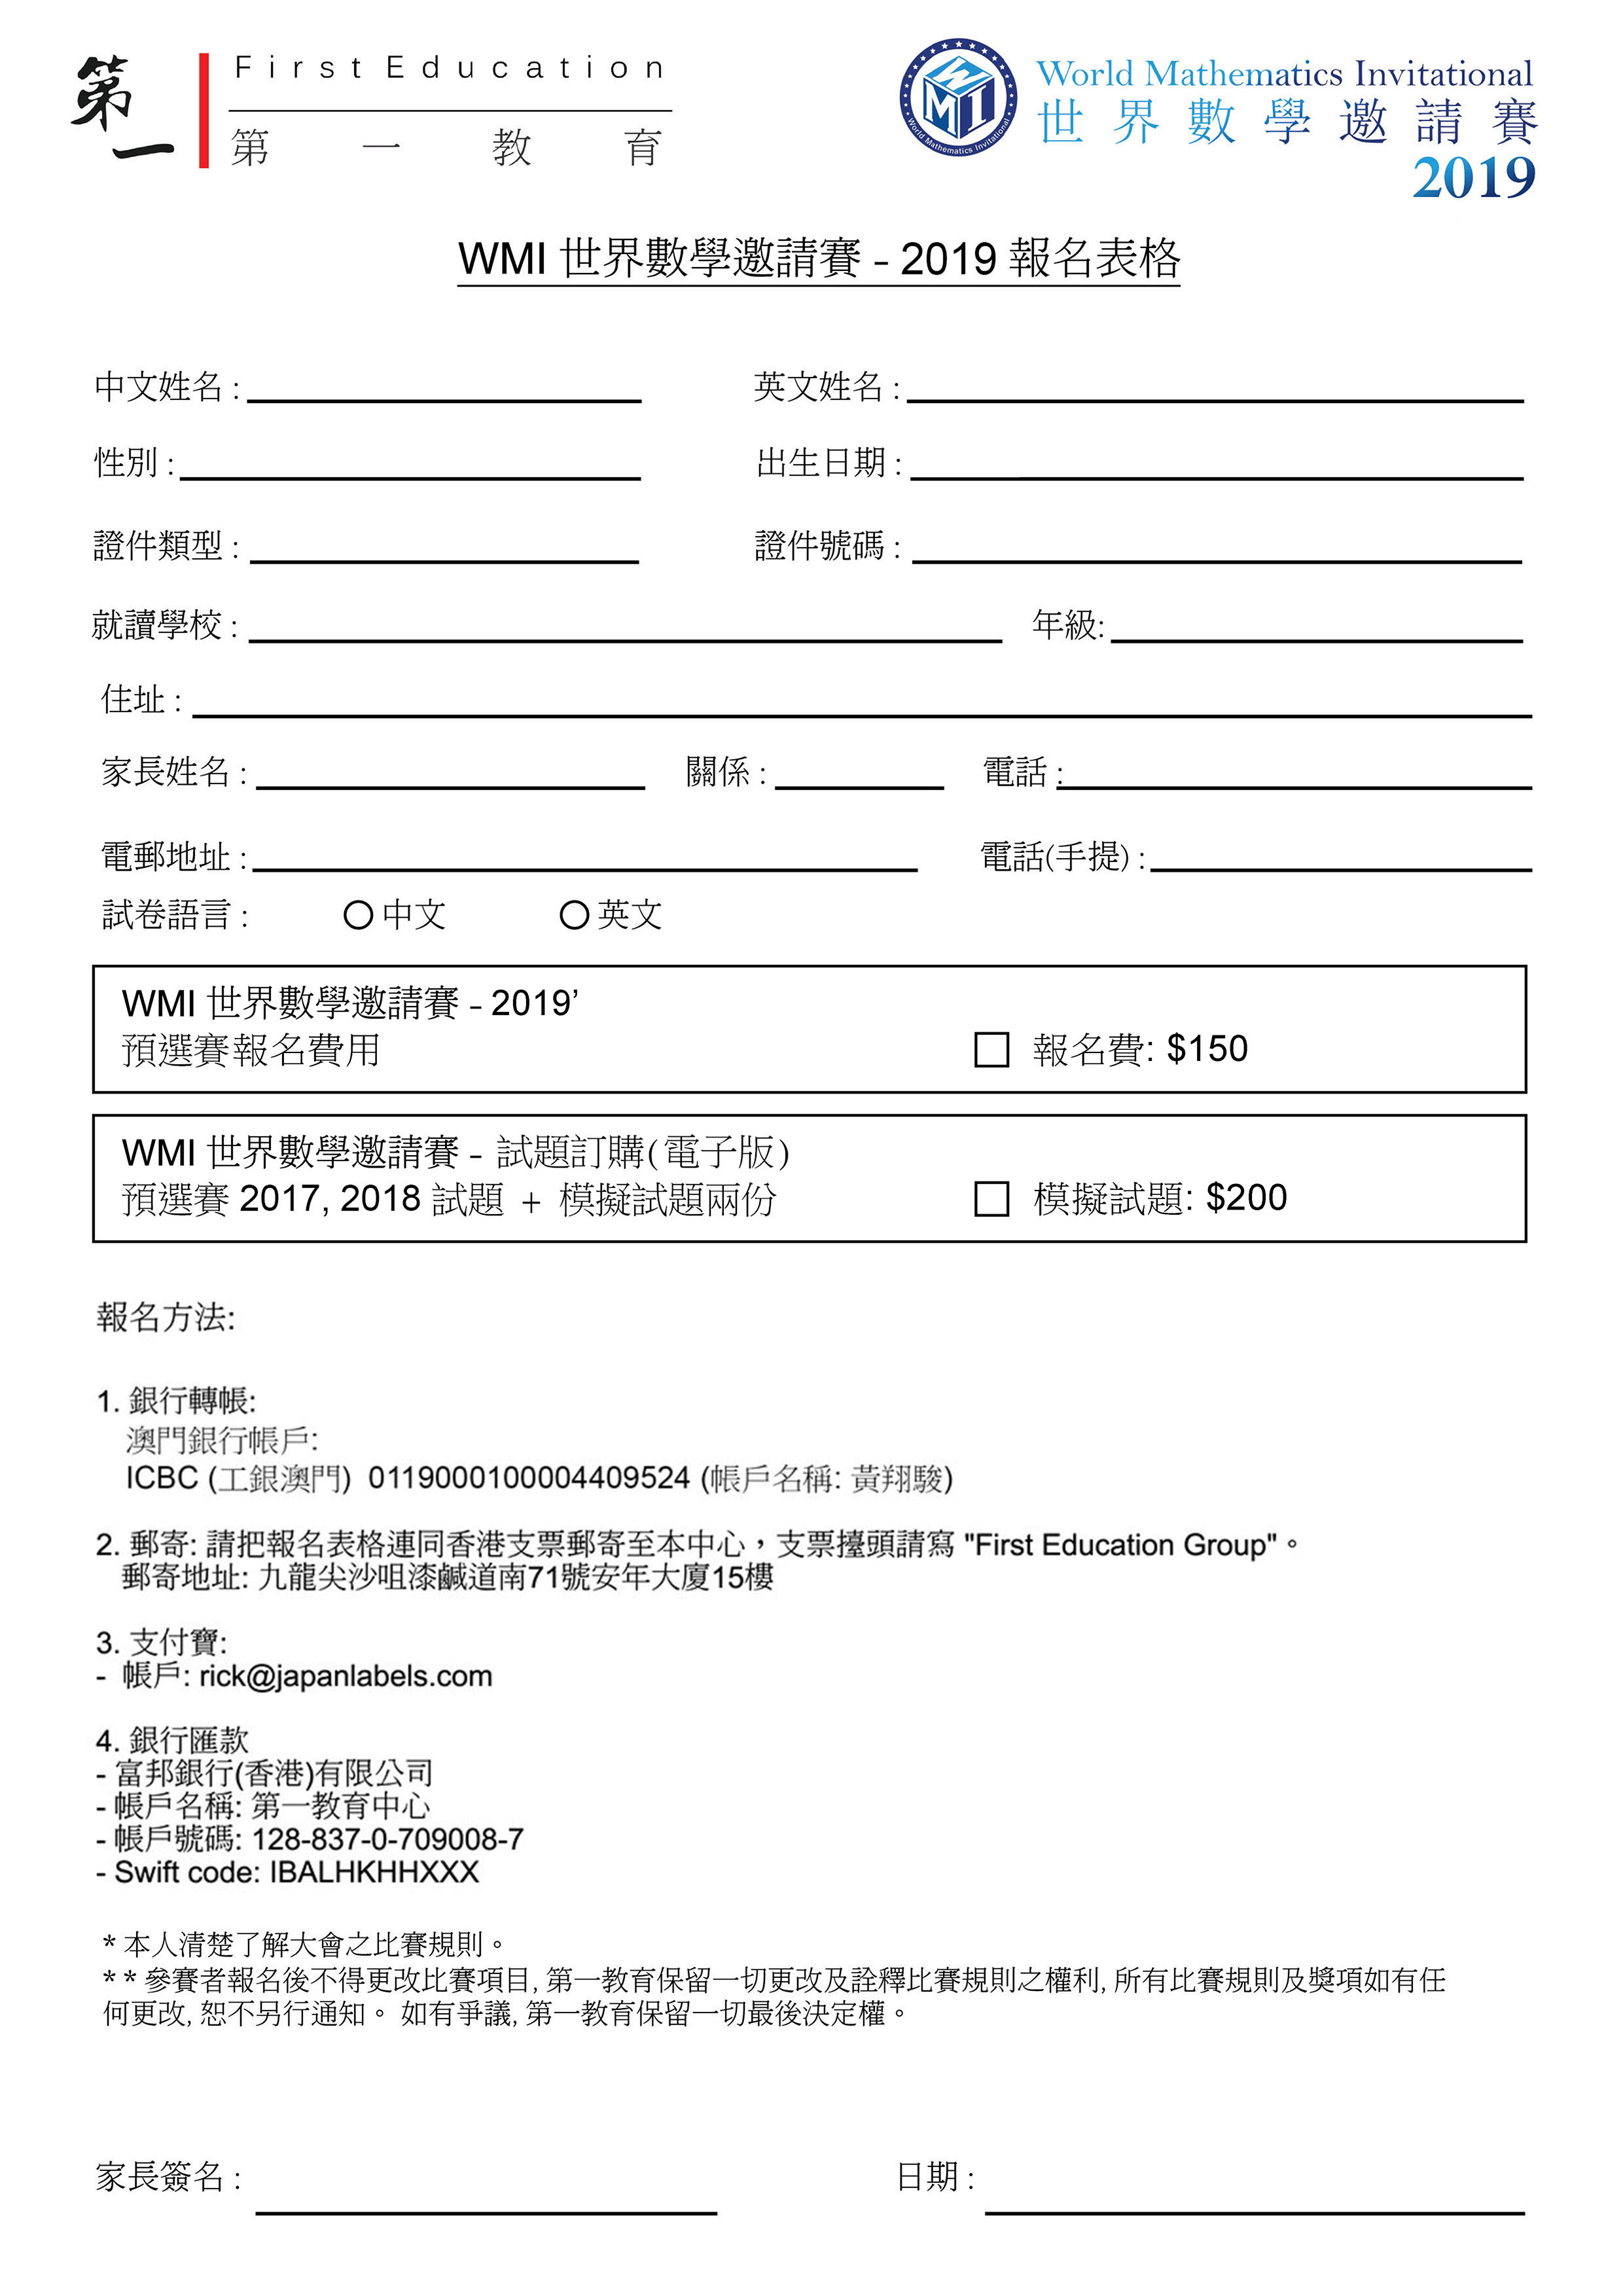 第一
First Education
第一教育
WMI
World Mathematics Invitational
World Mathematics Invitational
世界數學邀請賽
2019
WMI 世界數學邀請賽 - 2019 報名表格
中文姓名 : 英文姓名 :
性別 : 出生日期 :
證件類型 : 證件號碼 :
就讀學校 : 年級:
住址 :
家長姓名 : 關係 : 電話 :
電郵地址 : 電話(手提) :
試卷語言 : 中文 英文
WMI 世界數學邀請賽 - 2019’
預選賽報名費用 報名費: $150
WMI 世界數學邀請賽 - 試題訂購(電子版)
預選賽 2017, 2018 試題 + 模擬試題兩份 模擬試題: $200
報名方法:
1. 銀行轉帳:
澳門銀行帳戶:
ICBC (工銀澳門) 0119000100004409524 (帳戶名稱: 黃翔駿)
2. 郵寄: 請把報名表格連同香港支票郵寄至本中心，支票擡頭請寫 "First Education Group"。
郵寄地址: 九龍尖沙咀漆鹹道南71號安年大廈15樓
3. 支付寶:
- 帳戶: rick@japanlabels.com
4. 銀行匯款
- 富邦銀行(香港)有限公司
- 帳戶名稱: 第一教育中心
- 帳戶號碼: 128-837-0-709008-7
- Swift code: IBALHKHHXXX
* 本人清楚了解大會之比賽規則。
* * 參賽者報名後不得更改比賽項目, 第一教育保留一切更改及詮釋比賽規則之權利, 所有比賽規則及獎項如有任
何更改, 恕不另行通知。 如有爭議, 第一教育保留一切最後決定權。
家長簽名 : 日期 :